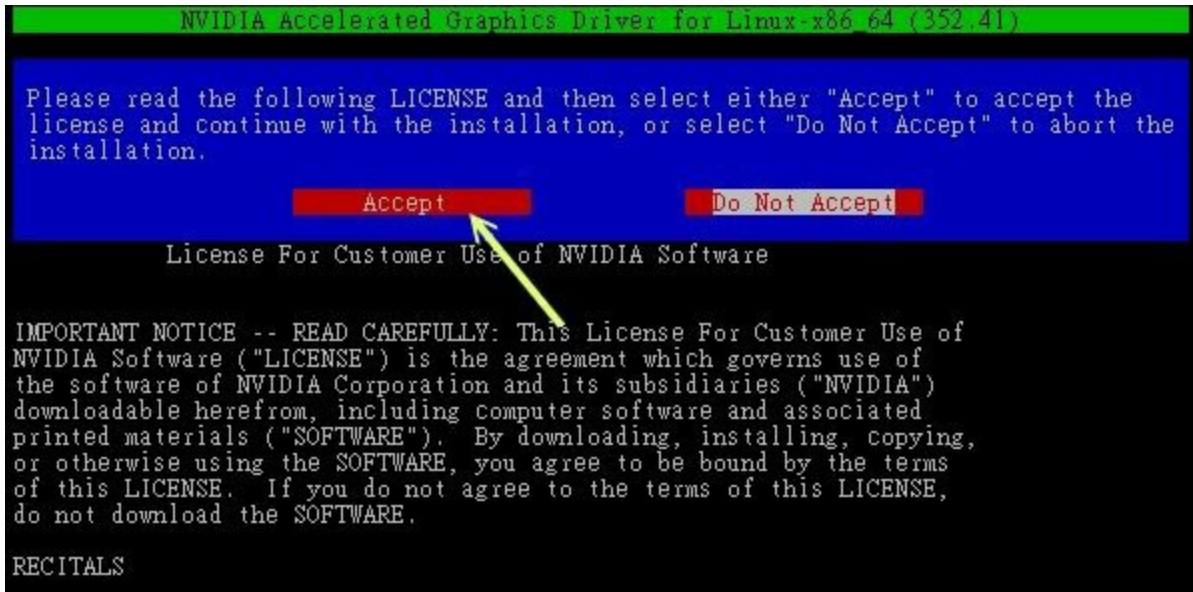 NVIDIA Accelerated Graphics Driver for Linux-x86_64 (352.41)
Please read the following LICENSE and then select either "Accept" to accept the
license and continue with the installation, or select "Do Not Accept" to abort the
installation.
Accept Do Not Accept
License For Customer Use of NVIDIA Software
IMPORTANT NOTICE -- READ CAREFULLY: This License For Customer Use of
NVIDIA Software ("LICENSE") is the agreement which governs use of
the software of NVIDIA Corporation and its subsidiaries ("NVIDIA")
downloadable herefrom, including computer software and associated
printed materials ("SOFTWARE").  By downloading, installing, copying,
or otherwise using the SOFTWARE, you agree to be bound by the terms
of this LICENSE.  If you do not agree to the terms of this LICENSE,
do not download the SOFTWARE.
RECITALS